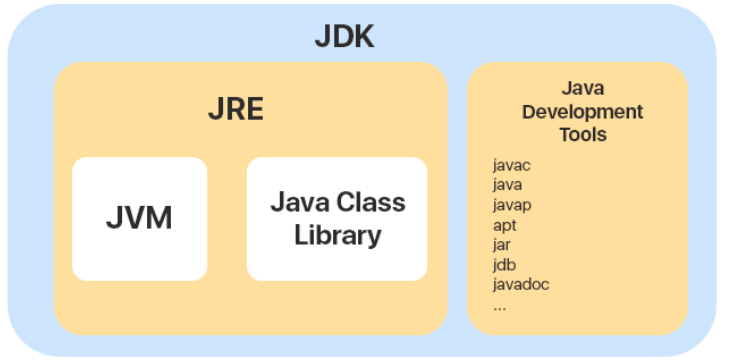 JDK
JRE
JVM
Java Class
Library
Java
Development
Tools
javac
java
javap
apt
jar
jdb
javadoc
...